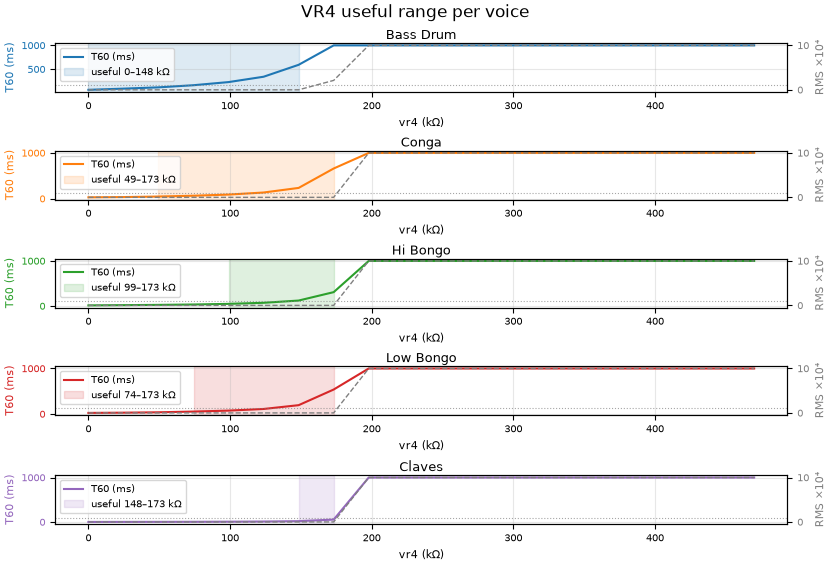 VR4 useful range per voice
Bass Drum
T60 (ms)
1000
500
T60 (ms)
useful 0–148 kΩ
10⁴
0
RMS ×10⁴
0 100 200 300 400
vr4 (kΩ)
Conga
T60 (ms)
1000
0
T60 (ms)
useful 49–173 kΩ
10⁴
0
RMS ×10⁴
0 100 200 300 400
vr4 (kΩ)
Hi Bongo
T60 (ms)
1000
0
T60 (ms)
useful 99–173 kΩ
10⁴
0
RMS ×10⁴
0 100 200 300 400
vr4 (kΩ)
Low Bongo
T60 (ms)
1000
0
T60 (ms)
useful 74–173 kΩ
10⁴
0
RMS ×10⁴
0 100 200 300 400
vr4 (kΩ)
Claves
T60 (ms)
1000
0
T60 (ms)
useful 148–173 kΩ
10⁴
0
RMS ×10⁴
0 100 200 300 400
vr4 (kΩ)